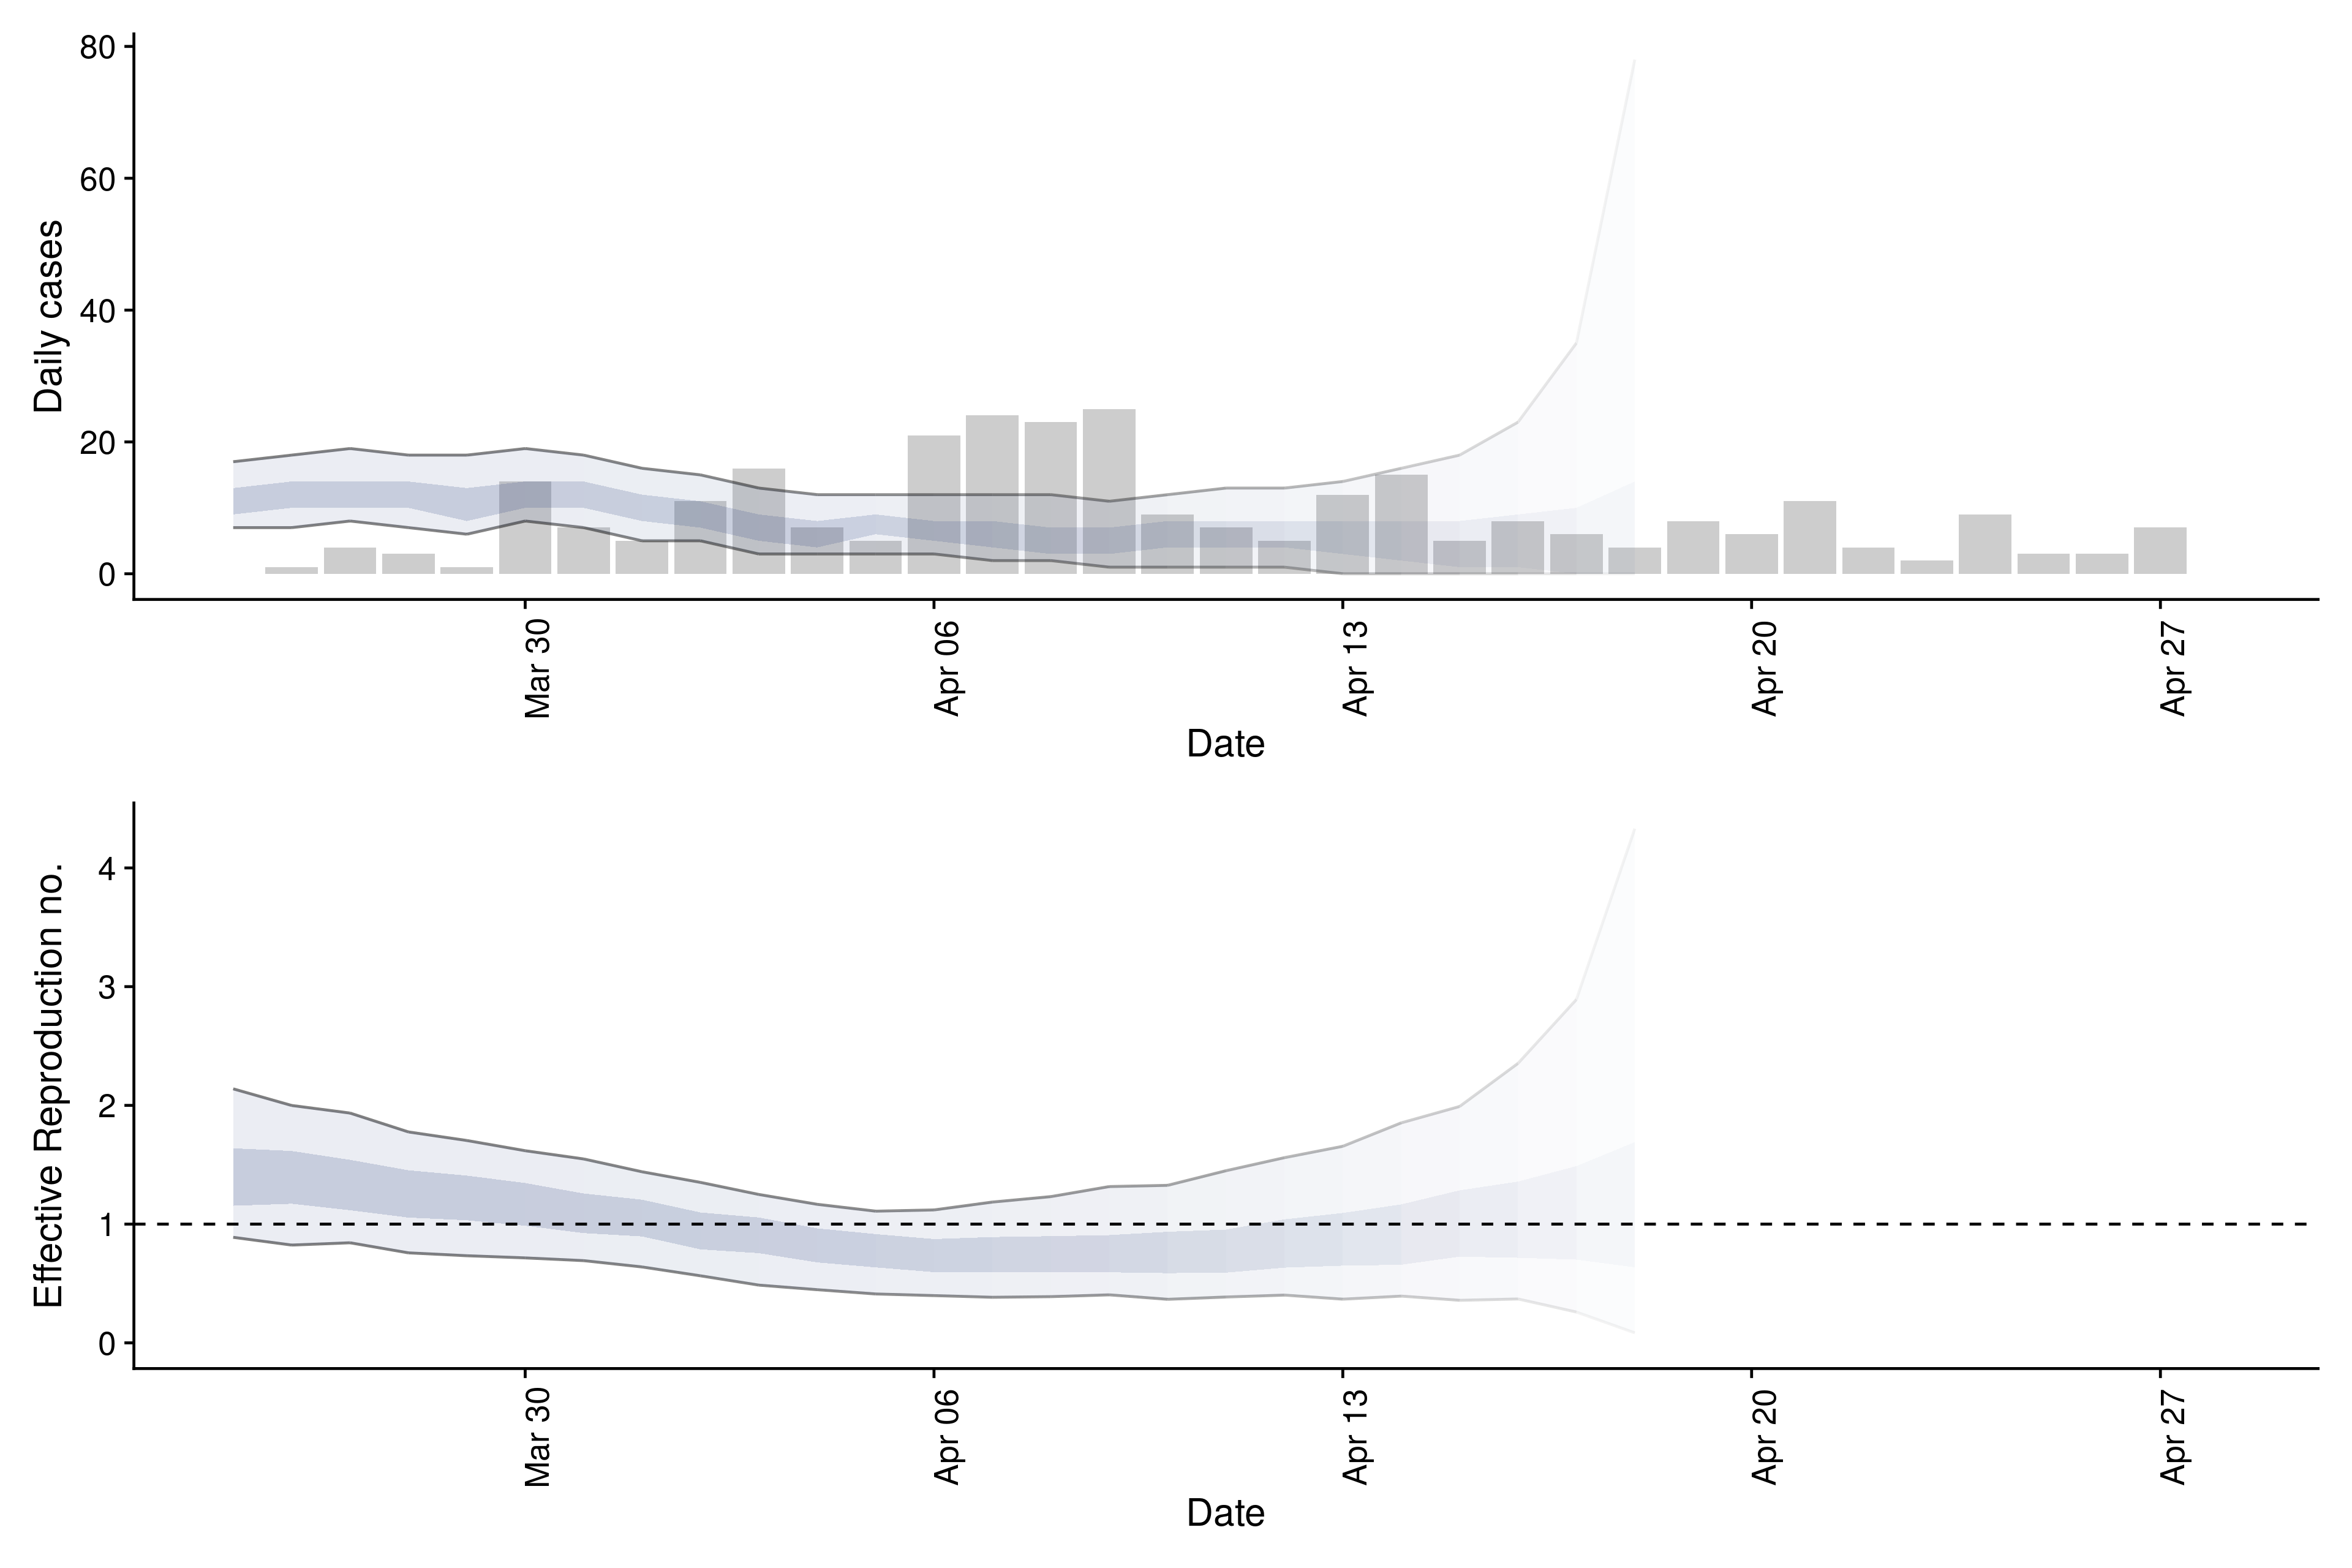 Daily cases
80
60
40
20
0
Mar 30
Apr 06
Apr 13
Apr 20
Apr 27
Date
Effective Reproduction no.
4
3
2
1
0
Mar 30
Apr 06
Apr 13
Apr 20
Apr 27
Date